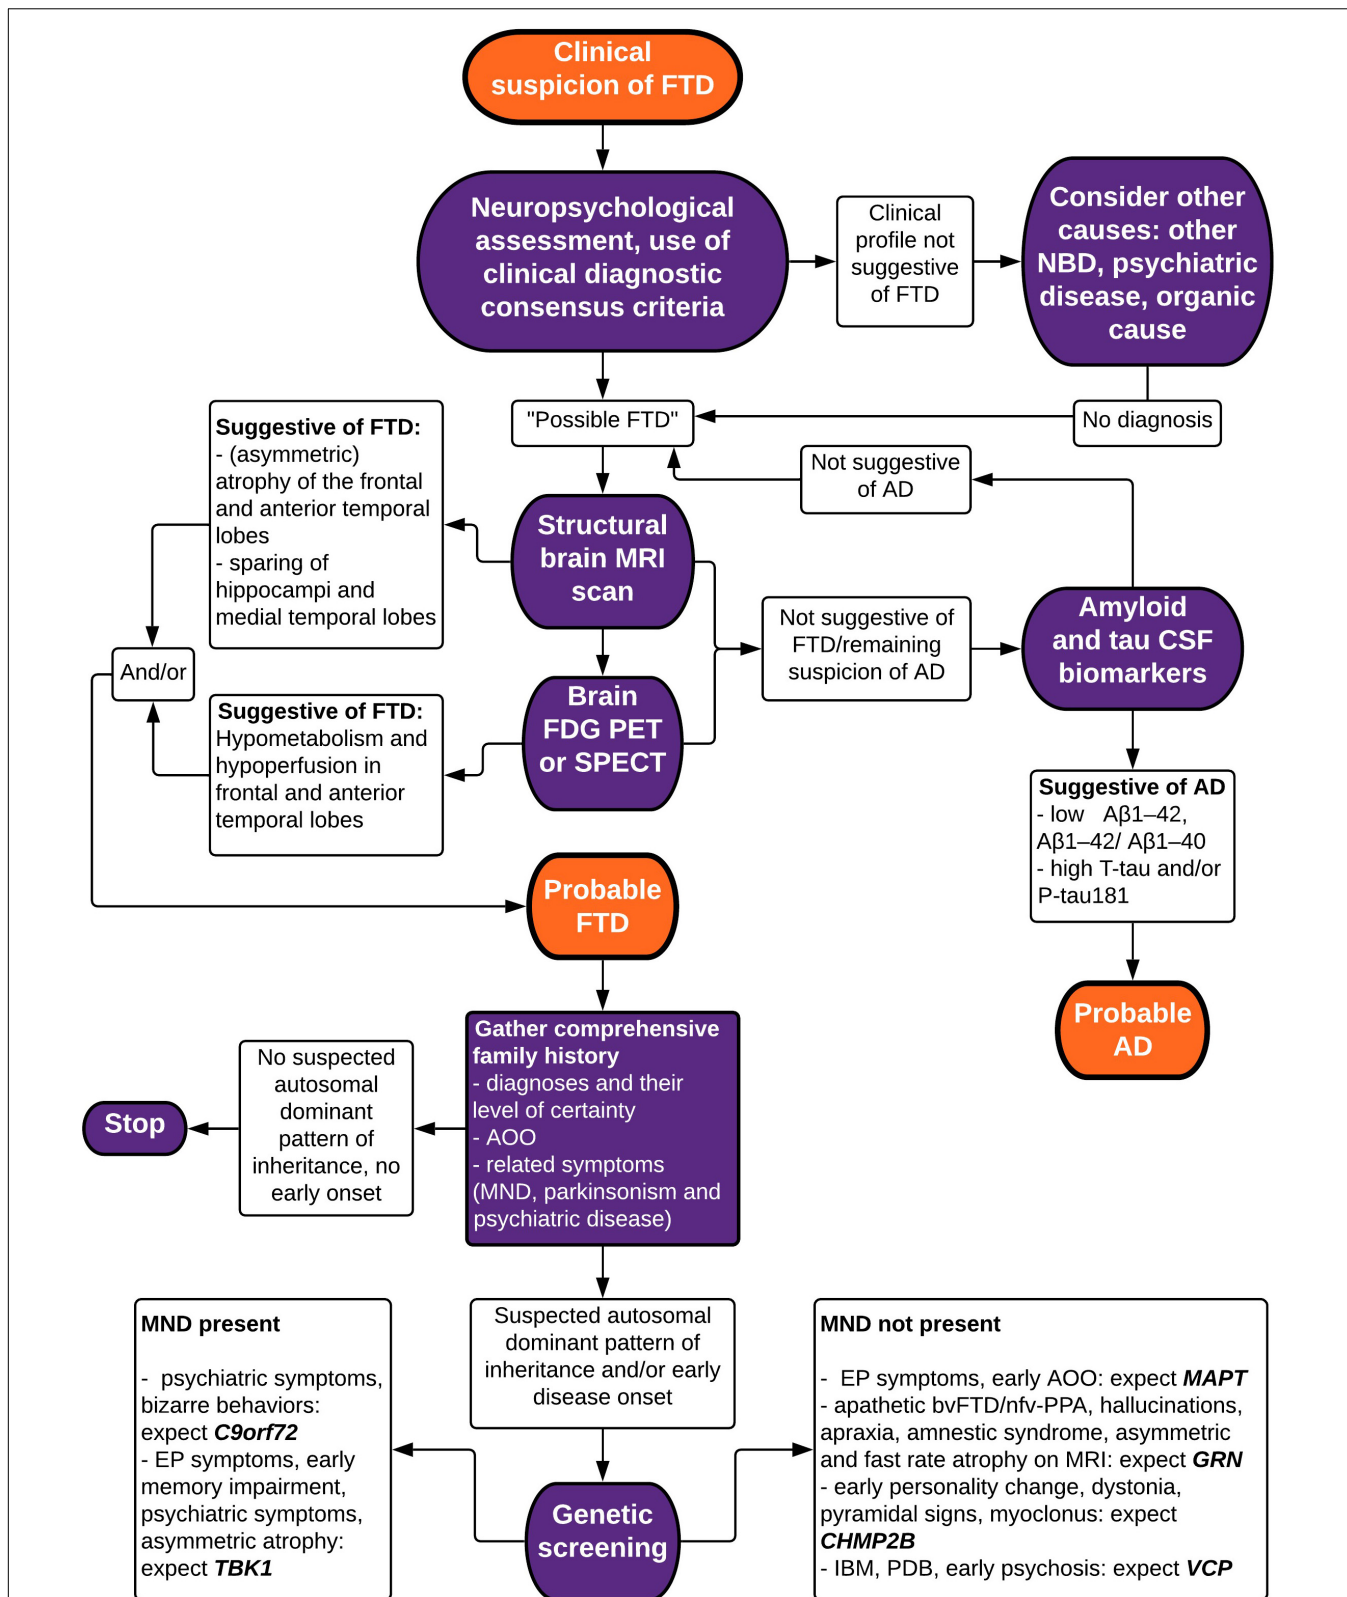 Clinical
suspicion of FTD
Neuropsychological
assessment, use of
clinical diagnostic
consensus criteria
Clinical
profile not
suggestive
of FTD
Consider other
causes: other
NBD, psychiatric
disease, organic
cause
"Possible FTD"
No diagnosis
Not suggestive
of AD
Suggestive of FTD:
- (asymmetric)
atrophy of the frontal
and anterior temporal
lobes
- sparing of
hippocampi and
medial temporal lobes
Structural
brain MRI
scan
Not suggestive of
FTD/remaining
suspicion of AD
Amyloid
and tau CSF
biomarkers
And/or
Suggestive of FTD:
Hypometabolism and
hypoperfusion in
frontal and anterior
temporal lobes
Brain
FDG PET
or SPECT
Suggestive of AD
- low Aβ1–42,
Aβ1–42/ Aβ1–40
- high T-tau and/or
P-tau181
Probable
FTD
Probable
AD
Gather comprehensive
family history
- diagnoses and their
level of certainty
- AOO
- related symptoms
(MND, parkinsonism and
psychiatric disease)
No suspected
autosomal
dominant
pattern of
inheritance, no
early onset
Stop
Suspected autosomal
dominant pattern of
inheritance and/or early
disease onset
MND present
- psychiatric symptoms,
bizarre behaviors:
expect C9orf72
- EP symptoms, early
memory impairment,
psychiatric symptoms,
asymmetric atrophy:
expect TBK1
Genetic
screening
MND not present
- EP symptoms, early AOO: expect MAPT
- apathetic bvFTD/nfv-PPA, hallucinations,
apraxia, amnestic syndrome, asymmetric
and fast rate atrophy on MRI: expect GRN
- early personality change, dystonia,
pyramidal signs, myoclonus: expect
CHMP2B
- IBM, PDB, early psychosis: expect VCP